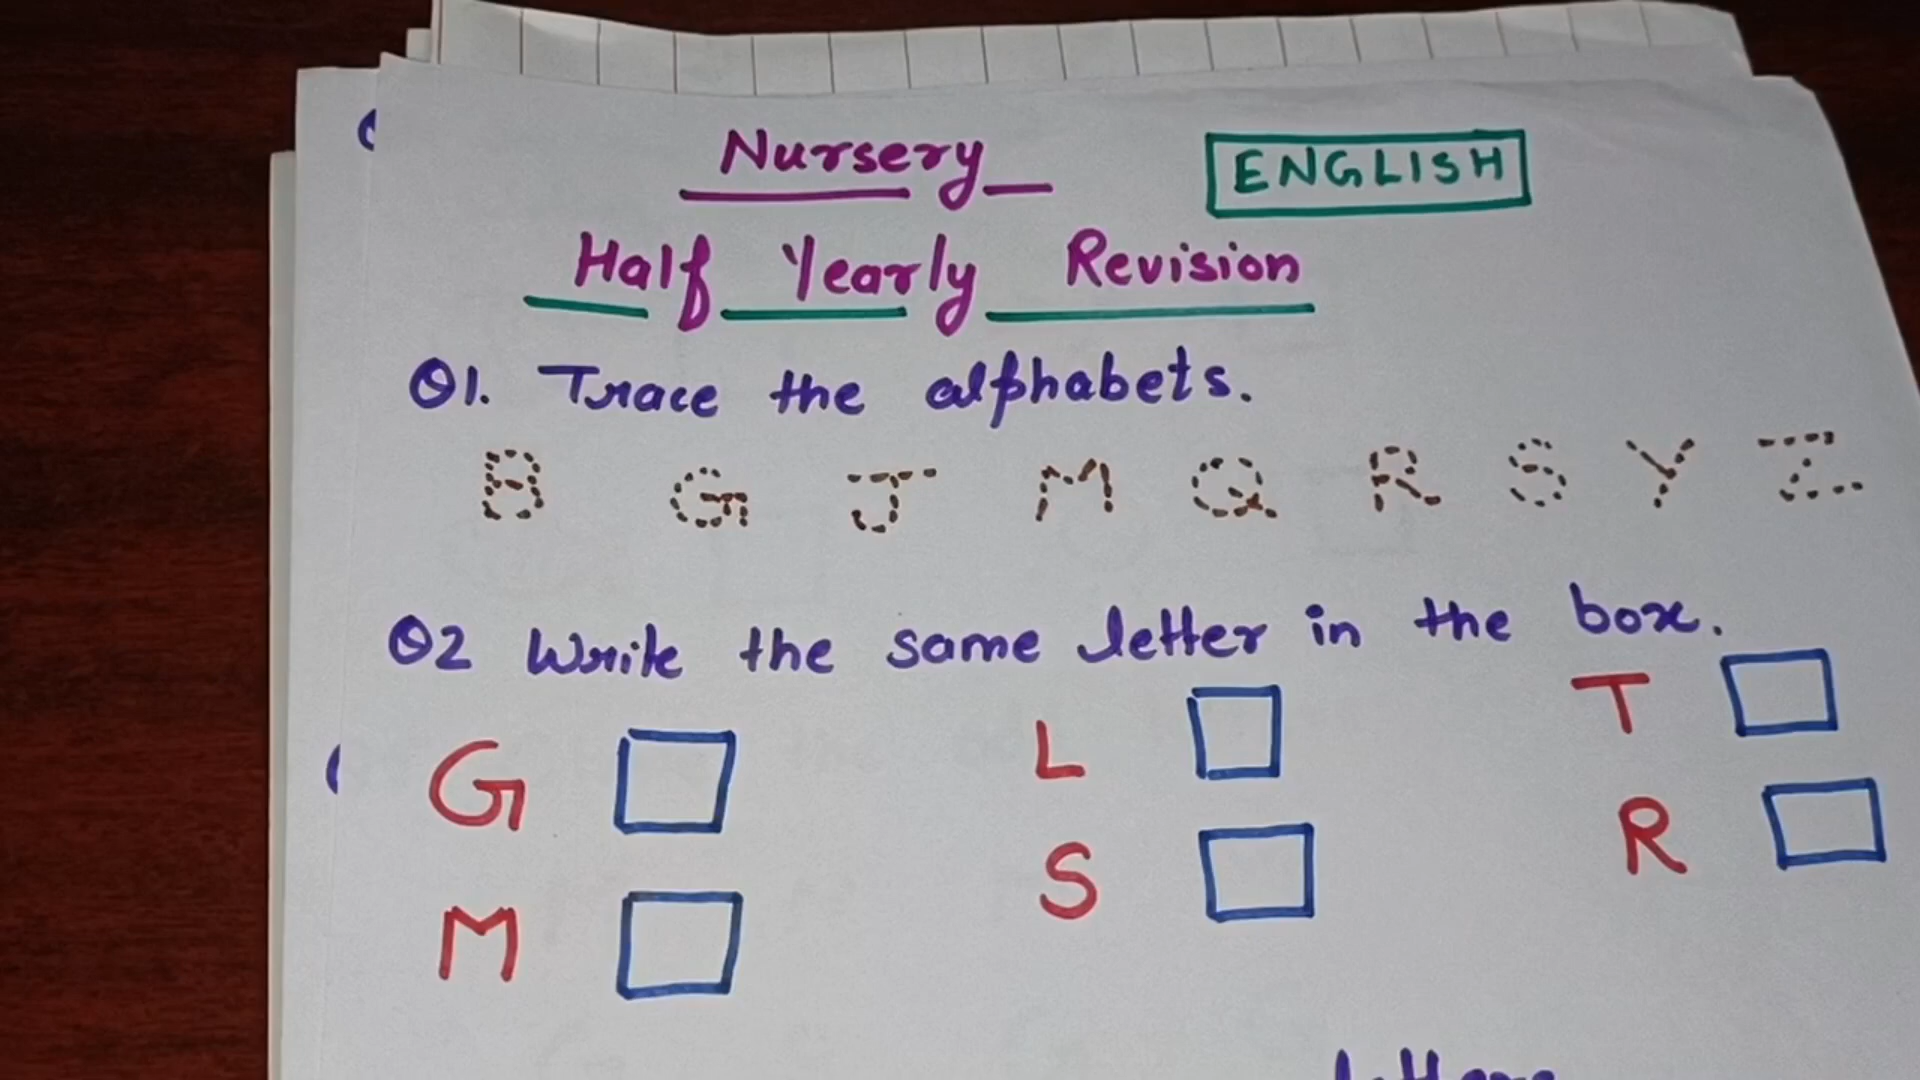 Nursery ENGLISH
Half Yearly Revision
Q1. Trace the alphabets.
B G J M Q R S Y Z
Q2 Write the same letter in the box.
G L T
M S R